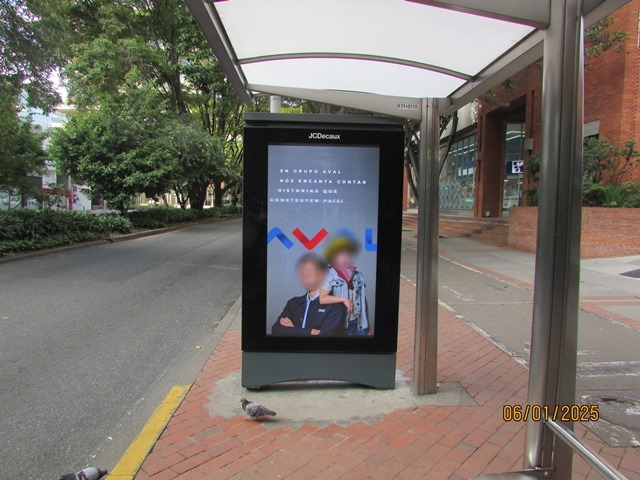 JCDecaux
EN GRUPO AVAL
NOS ENCANTA CONTAR
HISTORIAS QUE
CONSTRUYEN PAÍS.
AVAL
06/01/2025